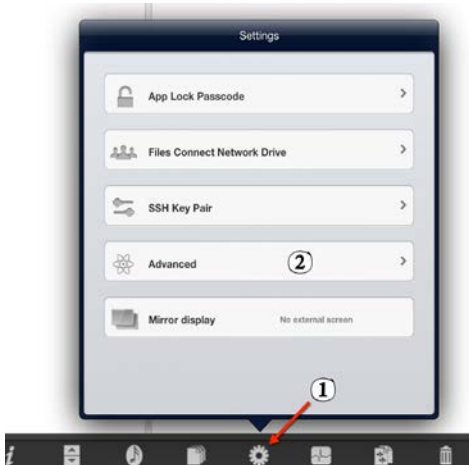 Settings
App Lock Passcode
Files Connect Network Drive
SSH Key Pair
Advanced
2
Mirror display No external screen
1
i